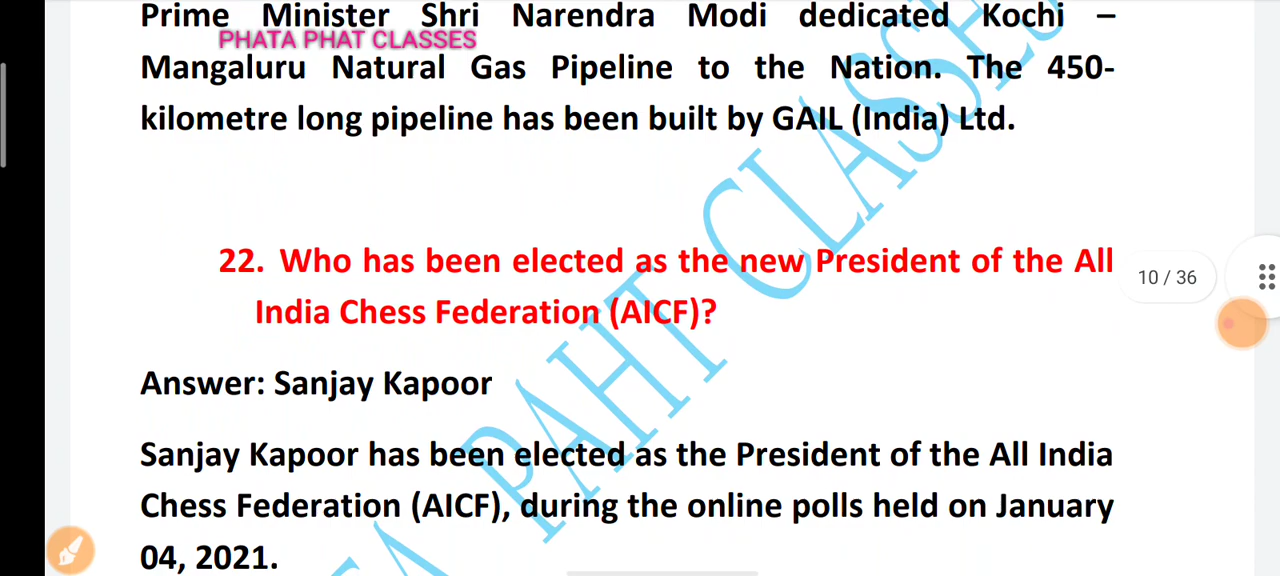 Prime Minister Shri Narendra Modi dedicated Kochi –
PHATA PHAT CLASSES
Mangaluru Natural Gas Pipeline to the Nation. The 450-
kilometre long pipeline has been built by GAIL (India) Ltd.
22. Who has been elected as the new President of the All
India Chess Federation (AICF)?
10 / 36
Answer: Sanjay Kapoor
Sanjay Kapoor has been elected as the President of the All India
Chess Federation (AICF), during the online polls held on January
04, 2021.
TA PAHT CLASSE